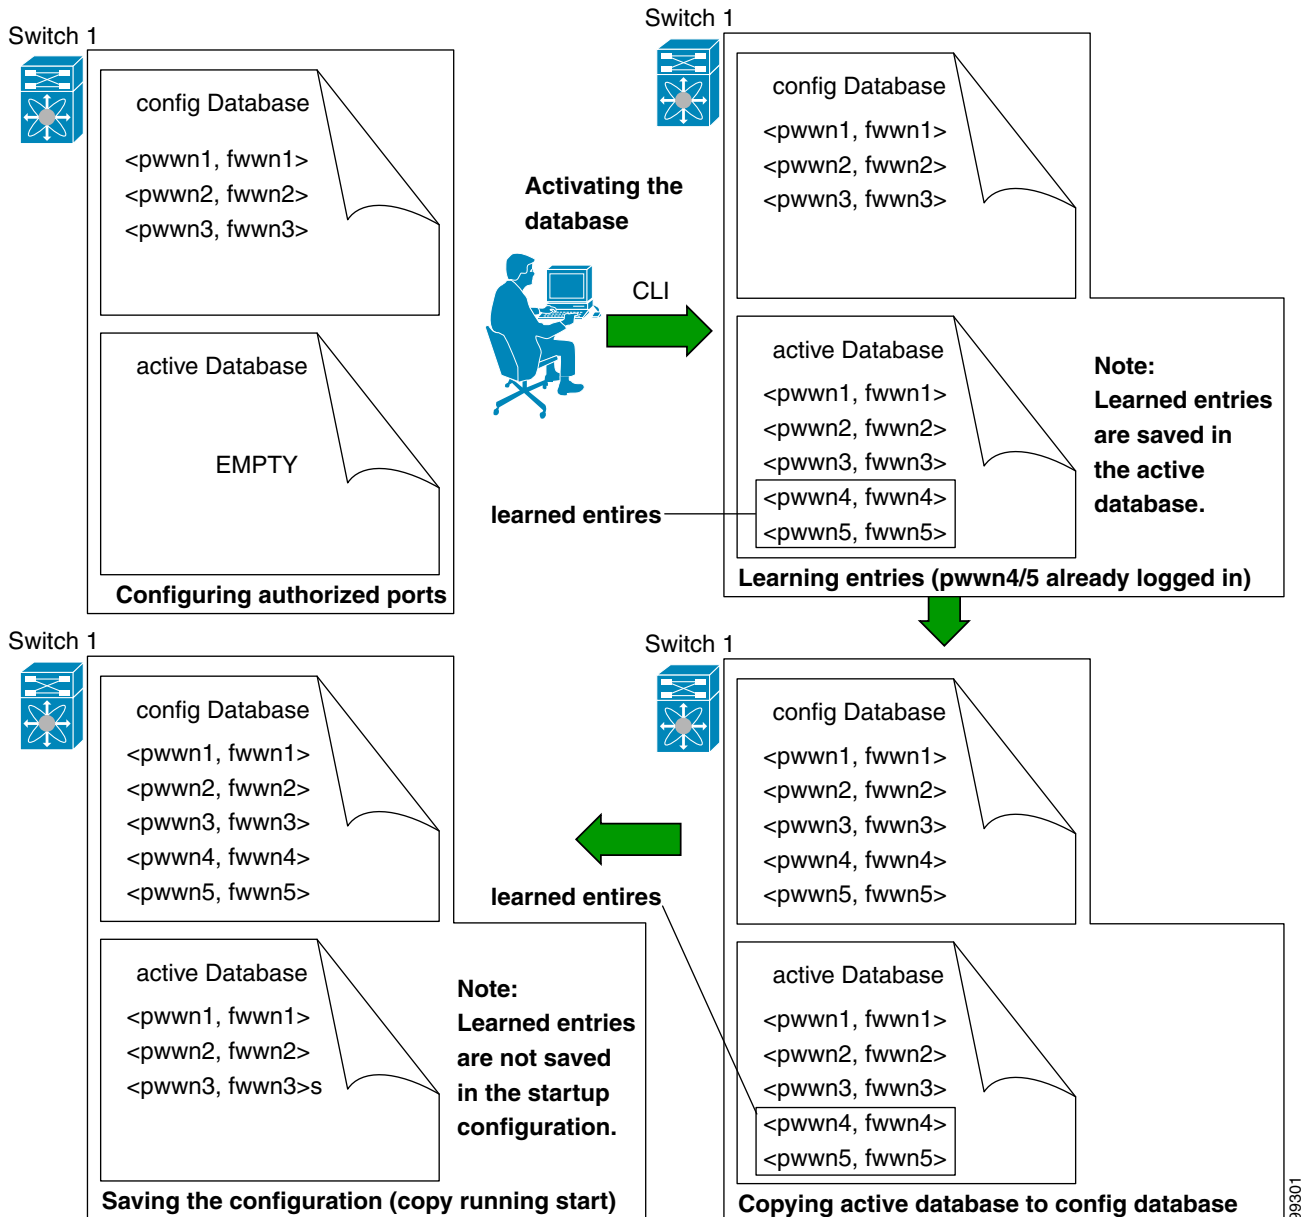 Switch 1
config Database
<pwwn1, fwwn1>
<pwwn2, fwwn2>
<pwwn3, fwwn3>
active Database
EMPTY
Configuring authorized ports
Activating the
database
CLI
Switch 1
config Database
<pwwn1, fwwn1>
<pwwn2, fwwn2>
<pwwn3, fwwn3>
active Database
<pwwn1, fwwn1>
<pwwn2, fwwn2>
<pwwn3, fwwn3>
<pwwn4, fwwn4>
<pwwn5, fwwn5>
learned entires
Note:
Learned entries
are saved in
the active
database.
Learning entries (pwwn4/5 already logged in)
Switch 1
config Database
<pwwn1, fwwn1>
<pwwn2, fwwn2>
<pwwn3, fwwn3>
<pwwn4, fwwn4>
<pwwn5, fwwn5>
active Database
<pwwn1, fwwn1>
<pwwn2, fwwn2>
<pwwn3, fwwn3>s
Note:
Learned entries
are not saved
in the startup
configuration.
Saving the configuration (copy running start)
Switch 1
config Database
<pwwn1, fwwn1>
<pwwn2, fwwn2>
<pwwn3, fwwn3>
<pwwn4, fwwn4>
<pwwn5, fwwn5>
learned entires
active Database
<pwwn1, fwwn1>
<pwwn2, fwwn2>
<pwwn3, fwwn3>
<pwwn4, fwwn4>
<pwwn5, fwwn5>
Copying active database to config database
99301